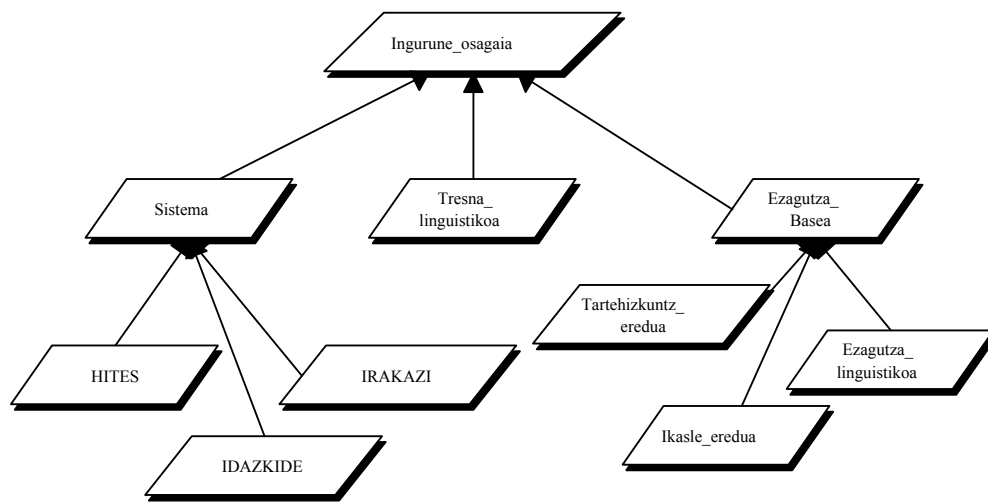 Ingurune_osagaia
Sistema
Tresna_
linguistikoa
Ezagutza_
Basea
Tartehizkuntz_
eredua
HITES
IRAKAZI
Ezagutza_
linguistikoa
IDAZKIDE
Ikasle_eredua